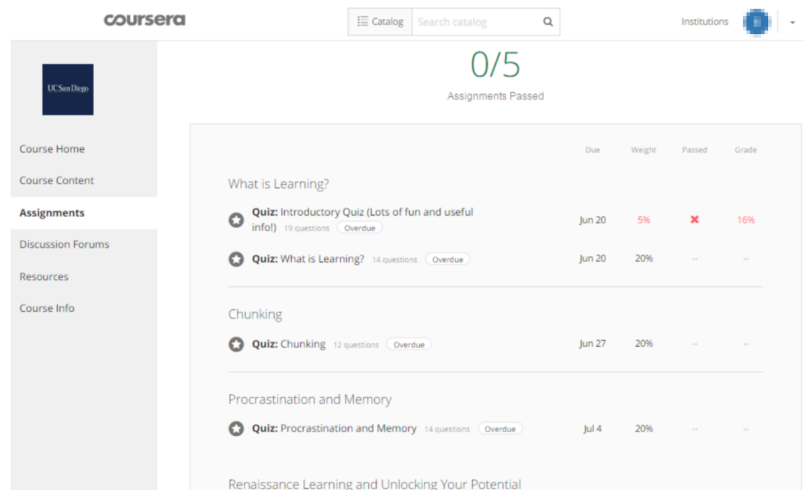 coursera
Catalog
Search catalog
Institutions
UC San Diego
Course Home
Course Content
Assignments
Discussion Forums
Resources
Course Info
0/5
Assignments Passed
Due Weight Passed Grade
What is Learning?
Quiz: Introductory Quiz (Lots of fun and useful
info!) 19 questions Overdue
Jun 20 5% 16%
Quiz: What is Learning? 14 questions Overdue
Jun 20 20% -- --
Chunking
Quiz: Chunking 12 questions Overdue
Jun 27 20% -- --
Procrastination and Memory
Quiz: Procrastination and Memory 14 questions Overdue
Jul 4 20% -- --
Renaissance Learning and Unlocking Your Potential